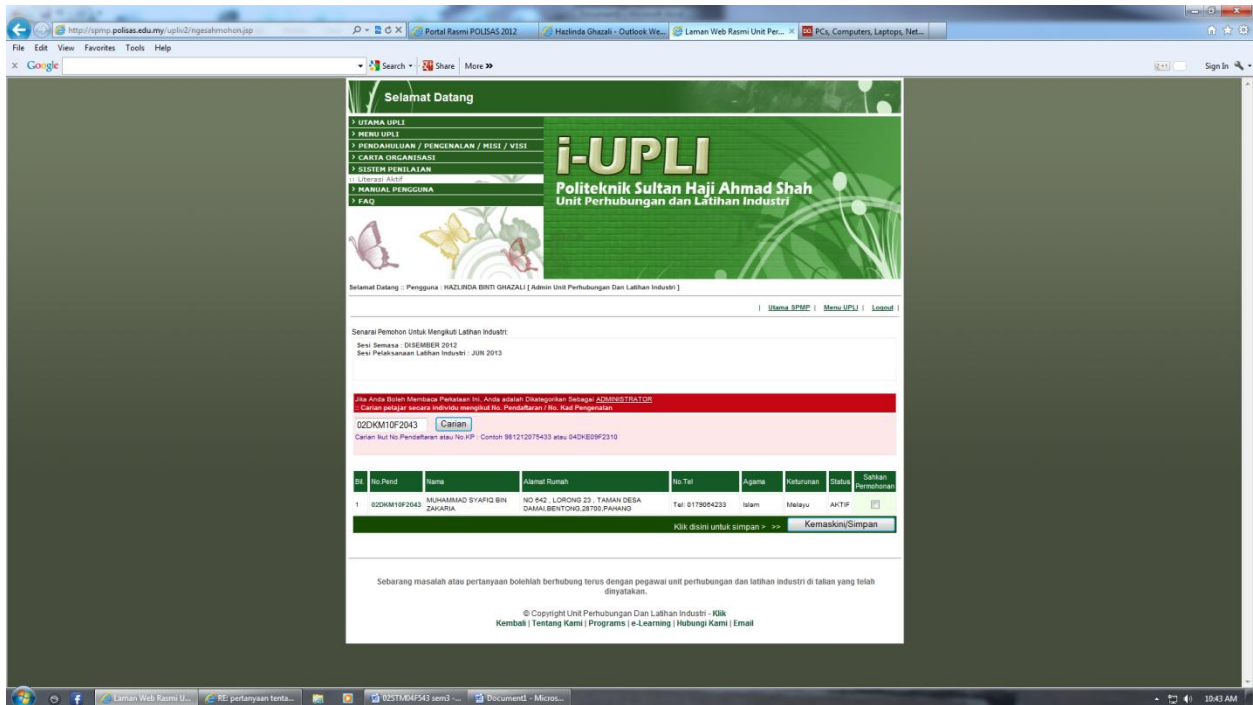 http://spmp.polisas.edu.my/upliv2/ngesahmohon.jsp
Portal Rasmi POLISAS 2012
Hazlinda Ghazali - Outlook We...
Laman Web Rasmi Unit Per...
PCs, Computers, Laptops, Net...
File Edit View Favorites Tools Help
x Google
Search
Share
More >>
Sign In
Selamat Datang
> UTAMA UPLI
> MENU UPLI
> PENDAHULUAN / PENGENALAN / MISI / VISI
> CARTA ORGANISASI
> SISTEM PENILAIAN
:: Literasi Aktif
> MANUAL PENGGUNA
> FAQ
i-UPLI
Politeknik Sultan Haji Ahmad Shah
Unit Perhubungan dan Latihan Industri
Selamat Datang :: Pengguna : HAZLINDA BINTI GHAZALI [ Admin Unit Perhubungan Dan Latihan Industri ]
| Utama SPMP | Menu UPLI | Logout |
Senarai Pemohon Untuk Mengikuti Latihan Industri:
Sesi Semasa : DISEMBER 2012
Sesi Pelaksanaan Latihan Industri : JUN 2013
Jika Anda Boleh Membaca Perkataan Ini, Anda adalah Dikategorikan Sebagai ADMINISTRATOR
:: Carian pelajar secara individu mengikut No. Pendaftaran / No. Kad Pengenalan
02DKM10F2043 Carian
Carian Ikut No.Pendaftaran atau No.KP : Contoh 961212075433 atau 04DKE09F2310
Bil. No.Pend Nama Alamat Rumah No.Tel Agama Keturunan Status Sahkan Permohonan
1 02DKM10F2043 MUHAMMAD SYAFIQ BIN ZAKARIA NO 642 , LORONG 23 , TAMAN DESA DAMAI,BENTONG,28700,PAHANG Tel: 0179064233 Islam Melayu AKTIF
Klik disini untuk simpan > >> Kemaskini/Simpan
Sebarang masalah atau pertanyaan bolehlah berhubung terus dengan pegawai unit perhubungan dan latihan industri di talian yang telah
dinyatakan.
© Copyright Unit Perhubungan Dan Latihan Industri - Klik
Kembali | Tentang Kami | Programs | e-Learning | Hubungi Kami | Email
Laman Web Rasmi U...
RE: pertanyaan tenta...
02STM04F543 sem3 -...
Document1 - Micros...
10:43 AM